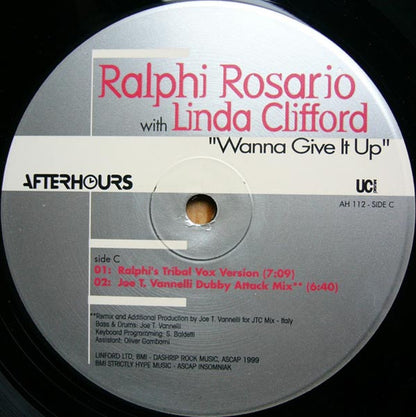 Ralphi Rosario
with Linda Clifford
"Wanna Give It Up"
AFTERHOURS
UC
AH 112 - SIDE C
side C
01: Ralphi's Tribal Vox Version (7:09)
02: Joe T. Vannelli Dubby Attack Mix** (6:40)
**Remix and Additional Production by Joe T. Vannelli for JTC Mix - Italy
Bass & Drums: Joe T. Vannelli
Keyboard Programming: S. Baldetti
Assistant: Oliver Gambarni
LINFORD LTD, BMI - DASHRIP ROCK MUSIC, ASCAP 1999
BMI STRICTLY HYPE MUSIC - ASCAP INSOMNIAK